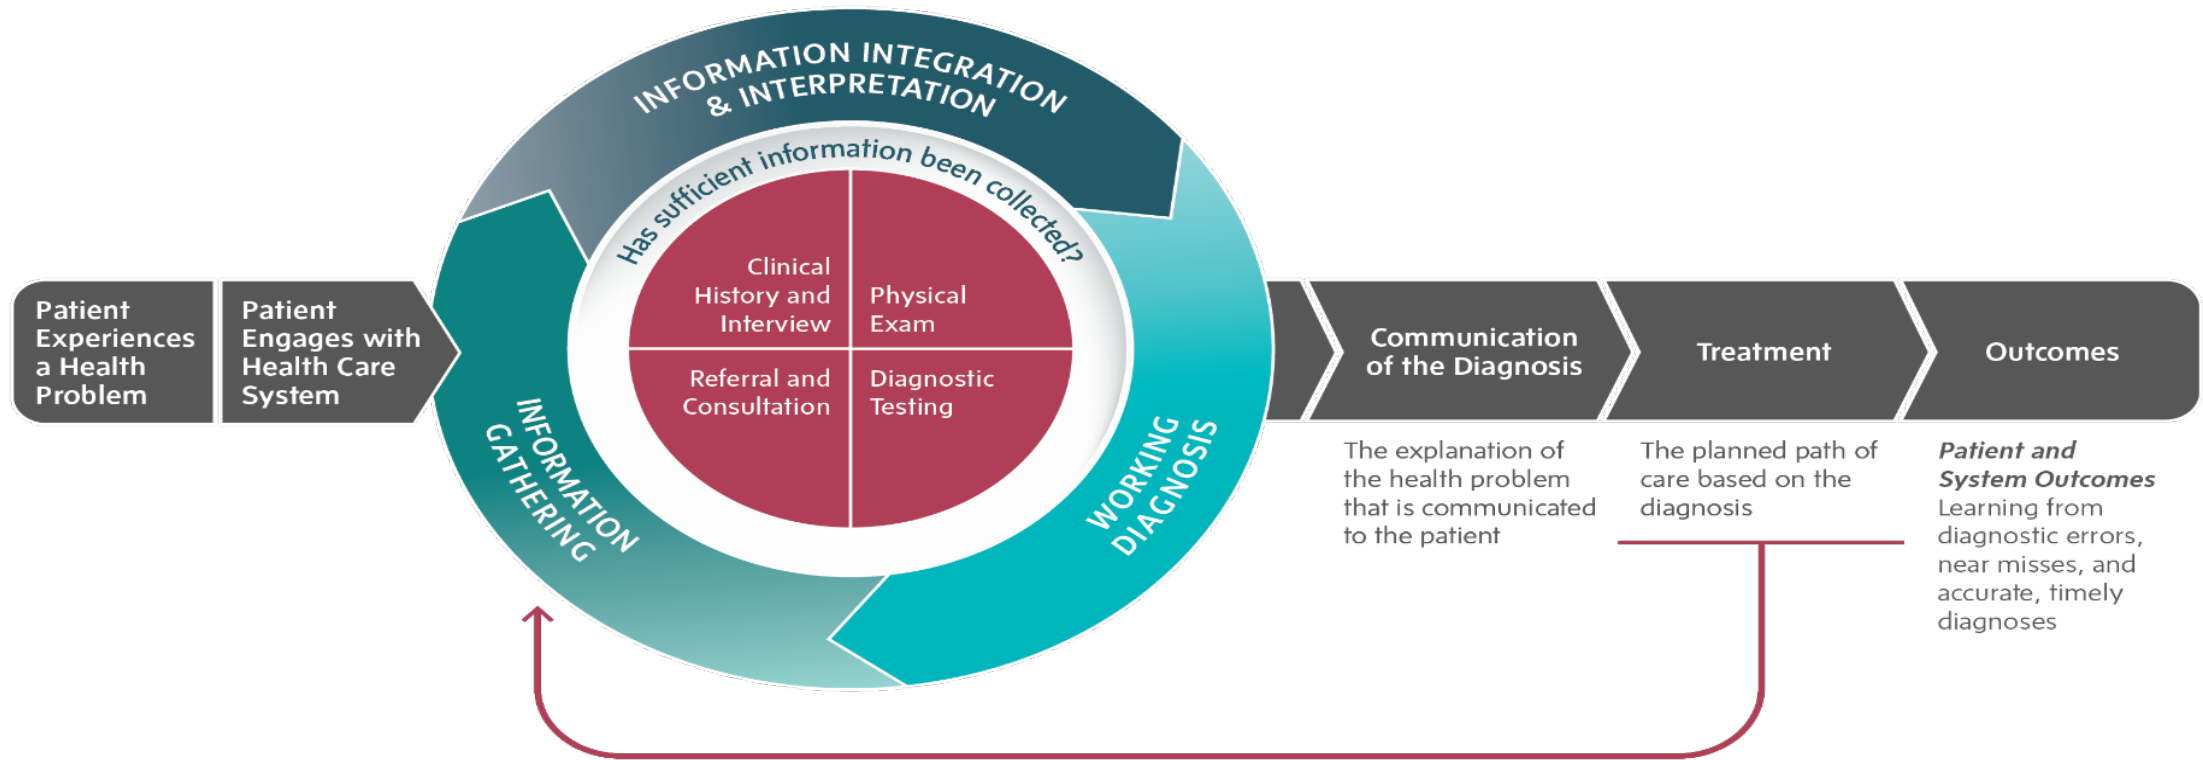 Patient
Experiences
a Health
Problem
Patient
Engages with
Health Care
System
INFORMATION INTEGRATION
& INTERPRETATION
Has sufficient information been collected?
Clinical
History and
Interview
Physical
Exam
Referral and
Consultation
Diagnostic
Testing
INFORMATION
GATHERING
WORKING
DIAGNOSIS
Communication
of the Diagnosis
The explanation of
the health problem
that is communicated
to the patient
Treatment
The planned path of
care based on the
diagnosis
Outcomes
Patient and
System Outcomes
Learning from
diagnostic errors,
near misses, and
accurate, timely
diagnoses